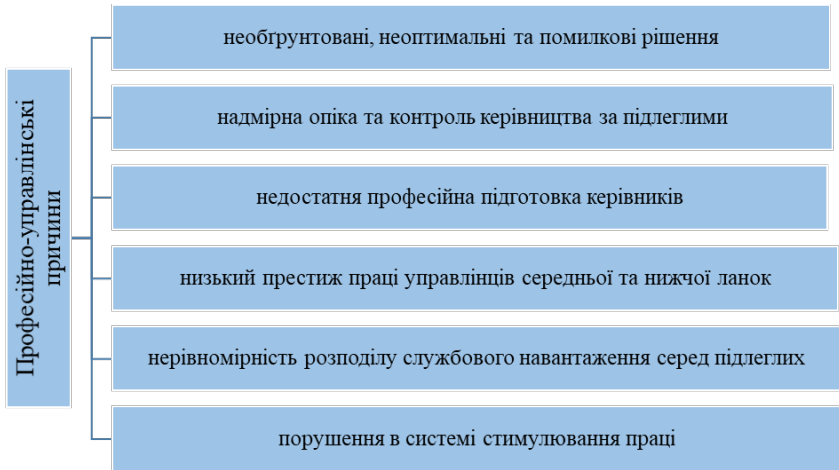 Професійно-управлінські
причини
необґрунтовані, неоптимальні та помилкові рішення
надмірна опіка та контроль керівництва за підлеглими
недостатня професійна підготовка керівників
низький престиж праці управлінців середньої та нижчої ланок
нерівномірність розподілу службового навантаження серед підлеглих
порушення в системі стимулювання праці